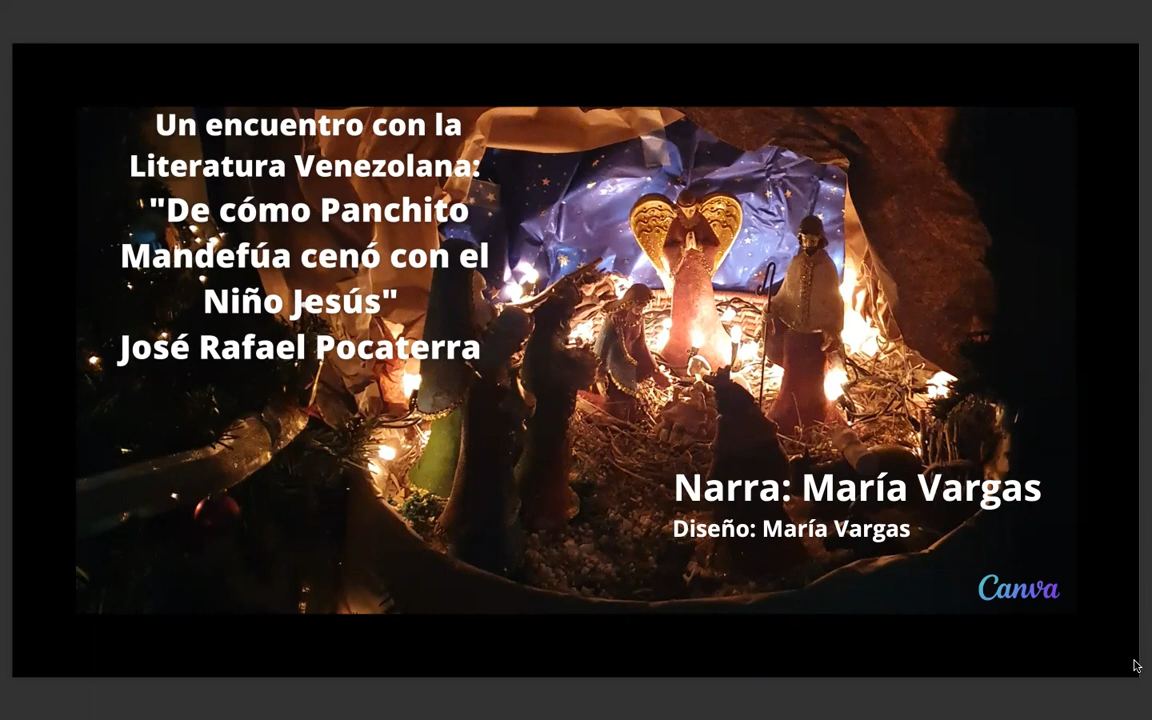 Un encuentro con la
Literatura Venezolana:
"De cómo Panchito
Mandefúa cenó con el
Niño Jesús"
José Rafael Pocaterra
Narra: María Vargas
Diseño: María Vargas
Canva